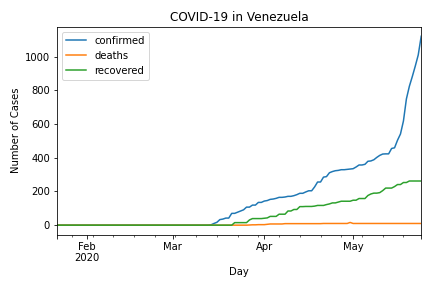 COVID-19 in Venezuela
confirmed
deaths
recovered
Number of Cases
1000
800
600
400
200
0
Feb
2020
Mar
Apr
May
Day